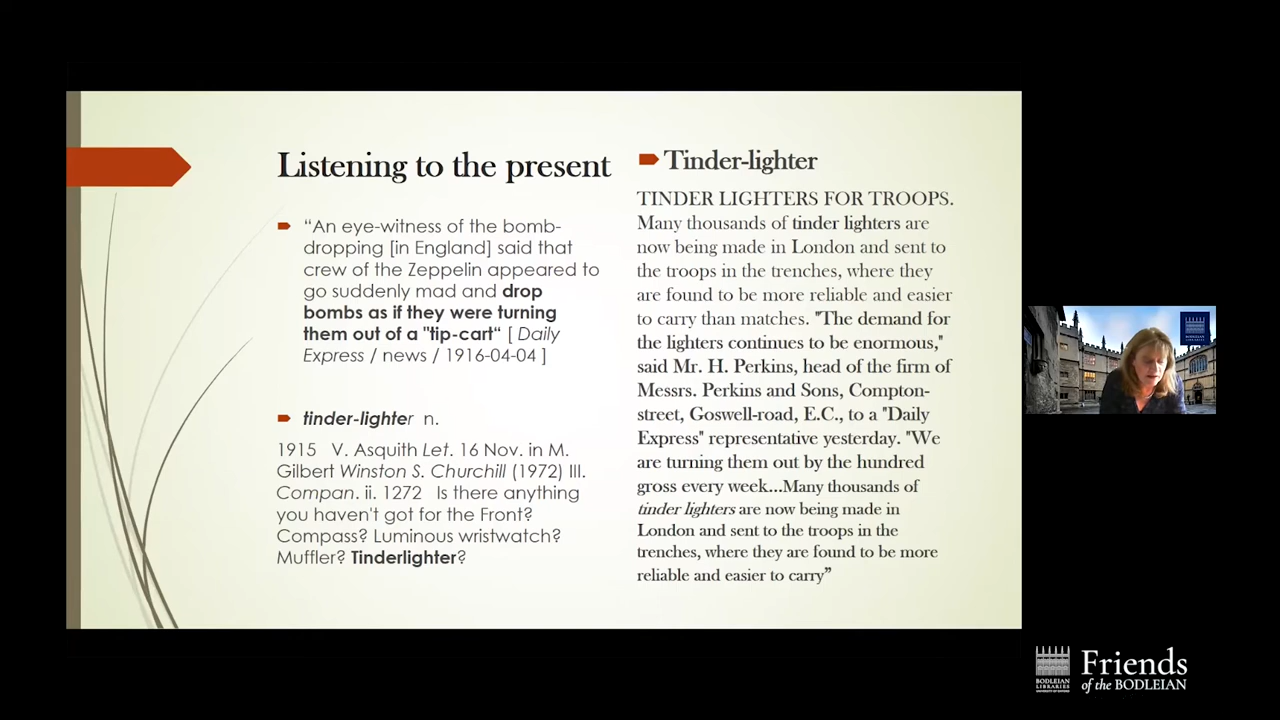 Listening to the present
“An eye-witness of the bomb-
dropping [in England] said that
crew of the Zeppelin appeared to
go suddenly mad and drop
bombs as if they were turning
them out of a "tip-cart“ [ Daily
Express / news / 1916-04-04 ]
tinder-lighter n.
1915 V. Asquith Let. 16 Nov. in M.
Gilbert Winston S. Churchill (1972) III.
Compan. ii. 1272 Is there anything
you haven't got for the Front?
Compass? Luminous wristwatch?
Muffler? Tinderlighter?
Tinder-lighter
TINDER LIGHTERS FOR TROOPS.
Many thousands of tinder lighters are
now being made in London and sent to
the troops in the trenches, where they
are found to be more reliable and easier
to carry than matches. "The demand for
the lighters continues to be enormous,"
said Mr. H. Perkins, head of the firm of
Messrs. Perkins and Sons, Compton-
street, Goswell-road, E.C., to a "Daily
Express" representative yesterday. "We
are turning them out by the hundred
gross every week...Many thousands of
tinder lighters are now being made in
London and sent to the troops in the
trenches, where they are found to be more
reliable and easier to carry”
Friends
of the BODLEIAN
BODLEIAN
LIBRARIES